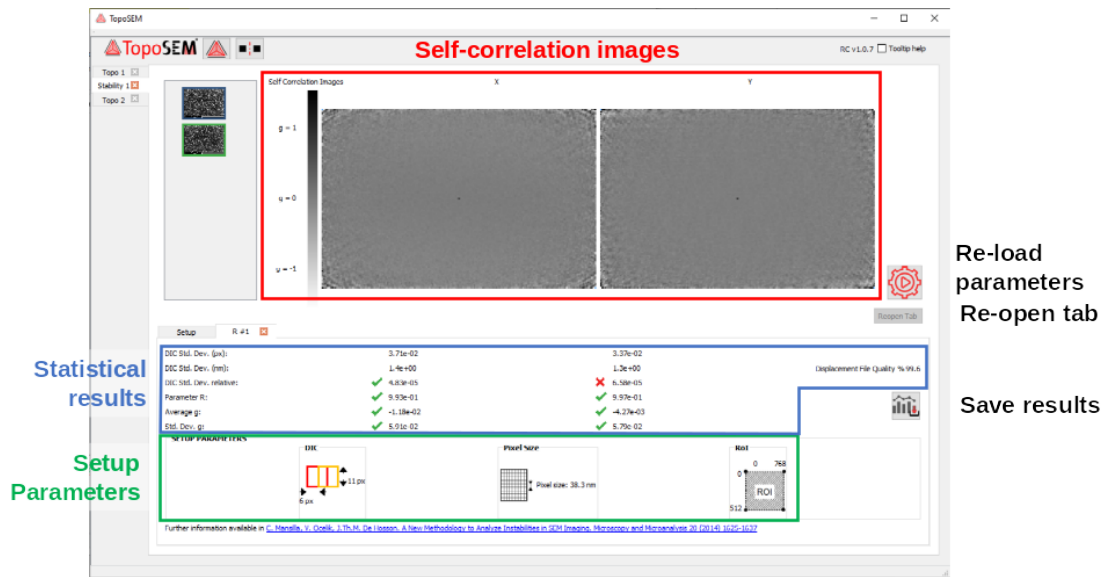 TopoSEM
TopoSEM
Self-correlation images
RC v1.0.7 Tooltip help
Topo 1
Stability 1
Topo 2
Self Correlation Images
X
Y
g = 1
g = 0
g = -1
Re-load
parameters
Re-open tab
Reopen Tab
Setup
R #1
Statistical
results
DIC Std. Dev. (px): 3.71e-02 3.37e-02
DIC Std. Dev. (nm): 1.4e+00 1.3e+00
Displacement File Quality % 99.6
DIC Std. Dev. relative: 4.83e-05 6.58e-05
Parameter R: 9.93e-01 9.97e-01
Average g: -1.18e-02 -4.27e-03
Std. Dev. g: 5.91e-02 5.79e-02
Save results
Setup
Parameters
SETUP PARAMETERS
DIC
11 px
6 px
Pixel Size
Pixel size: 38.3 nm
RoI
0 768
0
ROI
512
Further information available in C. Mansilla, V. Ocelik, J.Th.M. De Hosson, A New Methodology to Analyze Instabilities in SEM Imaging, Microscopy and Microanalysis 20 (2014) 1625-1637